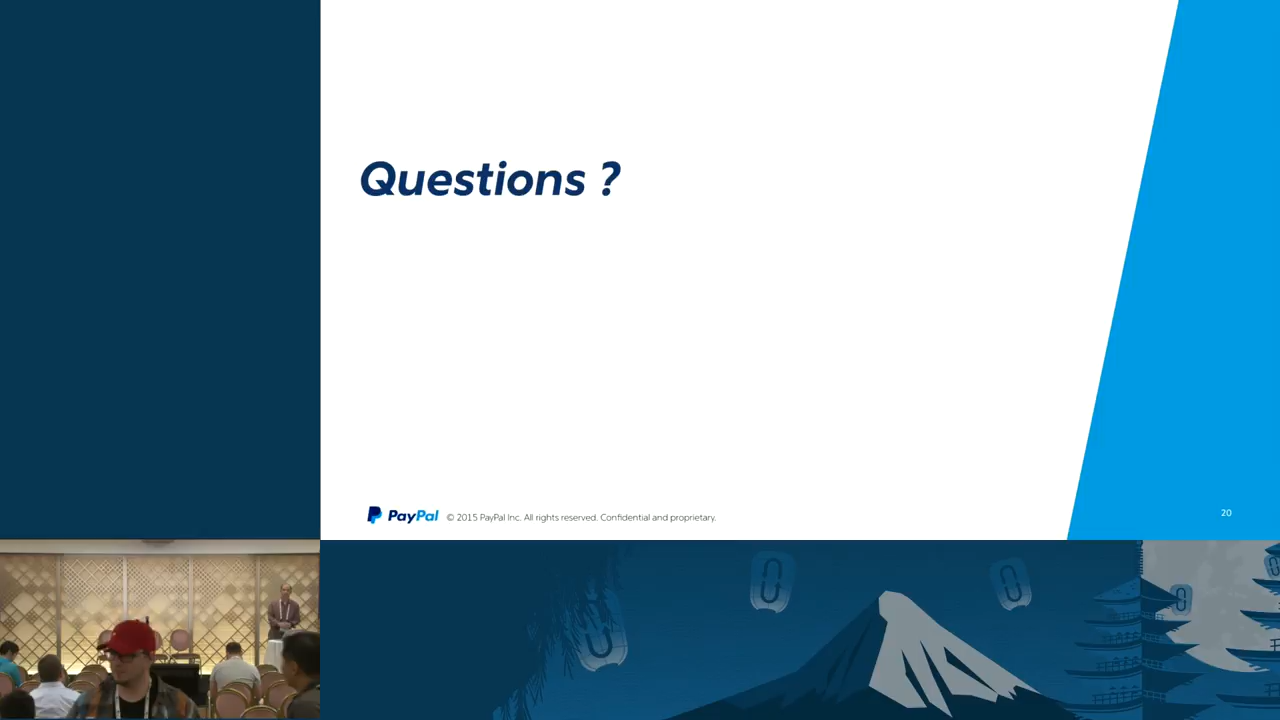 Questions ?
PayPal © 2015 PayPal Inc. All rights reserved. Confidential and proprietary.
20